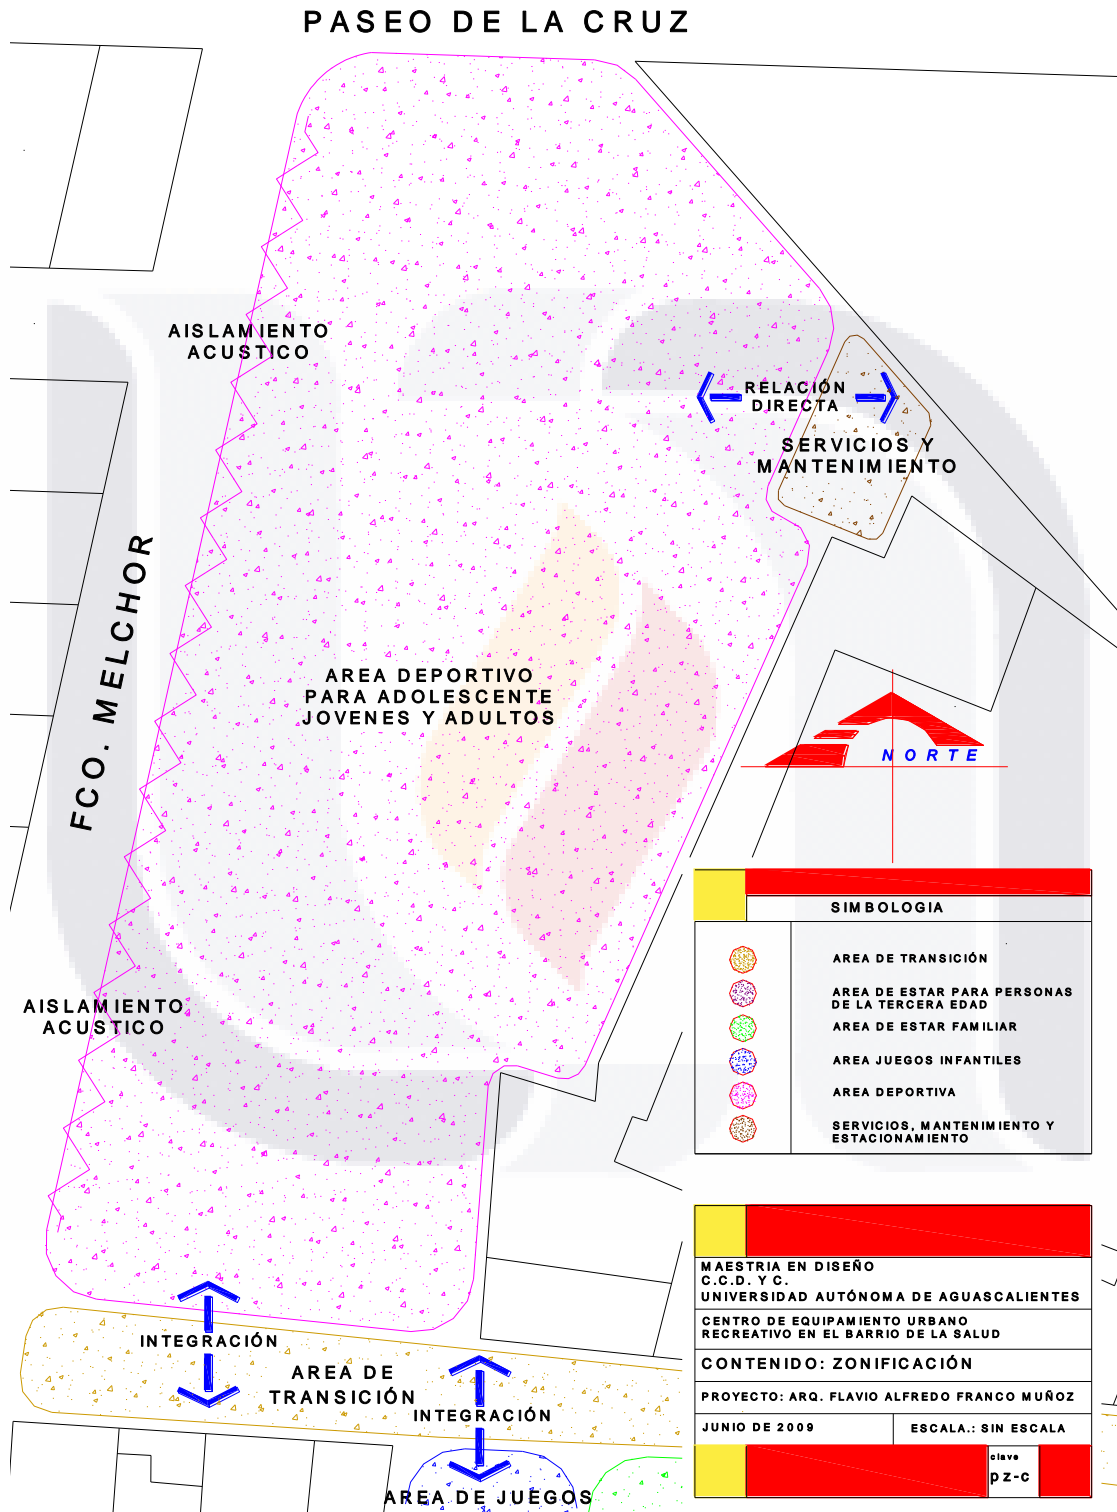 PASEO DE LA CRUZ
AISLAMIENTO
ACUSTICO
RELACIÓN
DIRECTA
SERVICIOS Y
MANTENIMIENTO
FCO. MELCHOR
AREA DEPORTIVO
PARA ADOLESCENTE
JOVENES Y ADULTOS
NORTE
AISLAMIENTO
ACUSTICO
SIMBOLOGIA
AREA DE TRANSICIÓN
AREA DE ESTAR PARA PERSONAS
DE LA TERCERA EDAD
AREA DE ESTAR FAMILIAR
AREA JUEGOS INFANTILES
AREA DEPORTIVA
SERVICIOS, MANTENIMIENTO Y
ESTACIONAMIENTO
INTEGRACIÓN
AREA DE
TRANSICIÓN
INTEGRACIÓN
AREA DE JUEGOS
MAESTRIA EN DISEÑO
C.C.D. Y C.
UNIVERSIDAD AUTÓNOMA DE AGUASCALIENTES
CENTRO DE EQUIPAMIENTO URBANO
RECREATIVO EN EL BARRIO DE LA SALUD
CONTENIDO: ZONIFICACIÓN
PROYECTO: ARQ. FLAVIO ALFREDO FRANCO MUÑOZ
JUNIO DE 2009
ESCALA.: SIN ESCALA
clave
pz-c